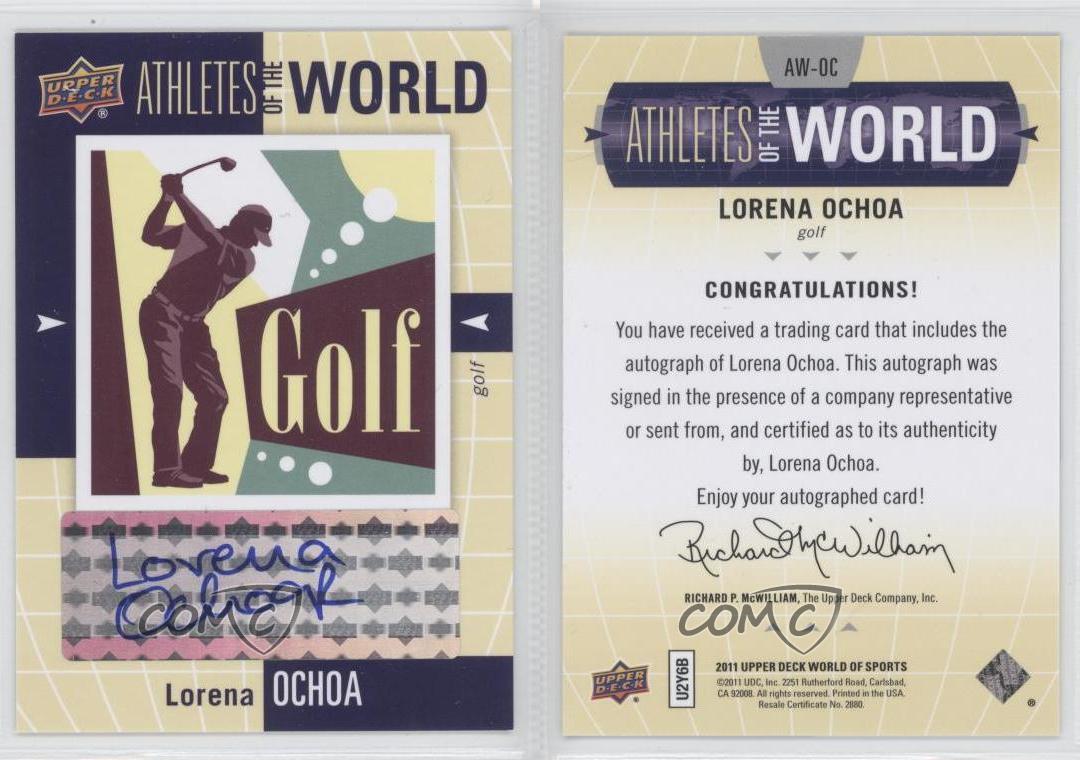 UPPER
D·E·C·K
®
ATHLETES OF THE WORLD
Golf
golf
Lorena
Ochoa
COMC
Lorena OCHOA
AW-OC
ATHLETES OF THE WORLD
LORENA OCHOA
golf
CONGRATULATIONS!
You have received a trading card that includes the
autograph of Lorena Ochoa. This autograph was
signed in the presence of a company representative
or sent from, and certified as to its authenticity
by, Lorena Ochoa.
Enjoy your autographed card!
Richard P. McWilliam
RICHARD P. McWILLIAM, The Upper Deck Company, Inc.
COMC
UPPER
D·E·C·K
®
U2Y6B
2011 UPPER DECK WORLD OF SPORTS
©2011 UDC, Inc. 2251 Rutherford Road, Carlsbad,
CA 92008. All rights reserved. Printed in the USA.
Resale Certificate No. 2880.
®